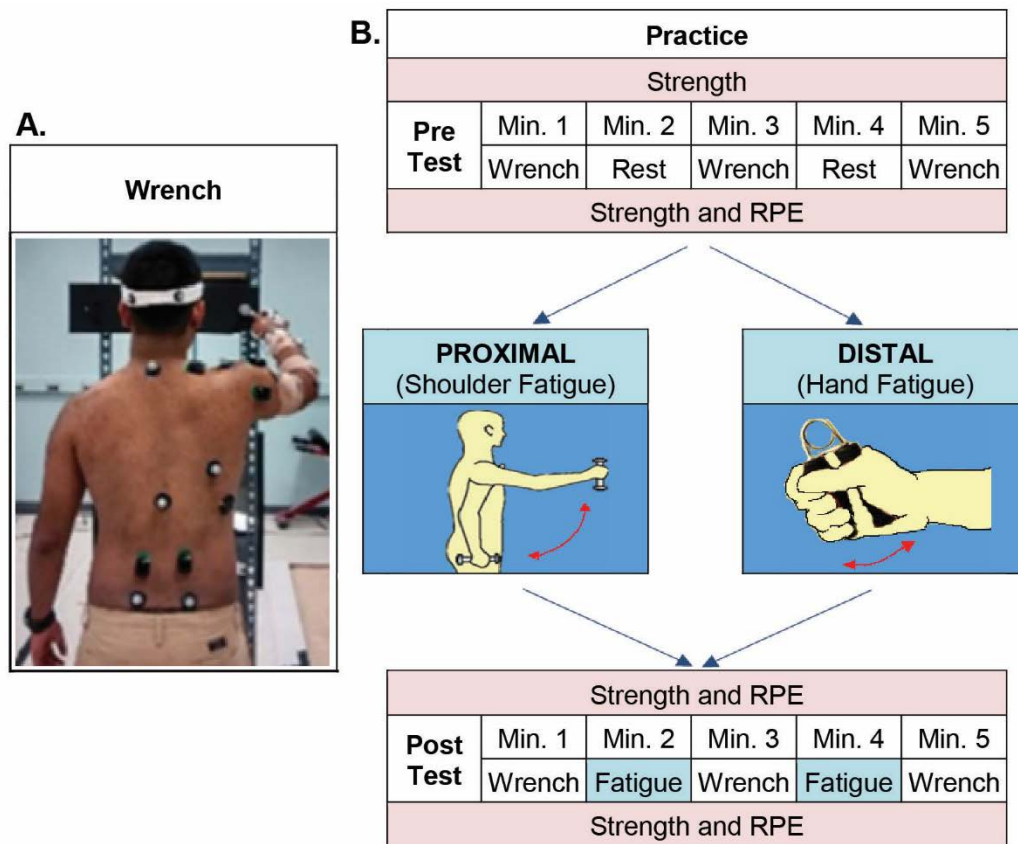 A.
Wrench
B.
Practice
Strength
Pre Test
Min. 1 Min. 2 Min. 3 Min. 4 Min. 5
Wrench Rest Wrench Rest Wrench
Strength and RPE
PROXIMAL
(Shoulder Fatigue)
DISTAL
(Hand Fatigue)
Strength and RPE
Post Test
Min. 1 Min. 2 Min. 3 Min. 4 Min. 5
Wrench Fatigue Wrench Fatigue Wrench
Strength and RPE